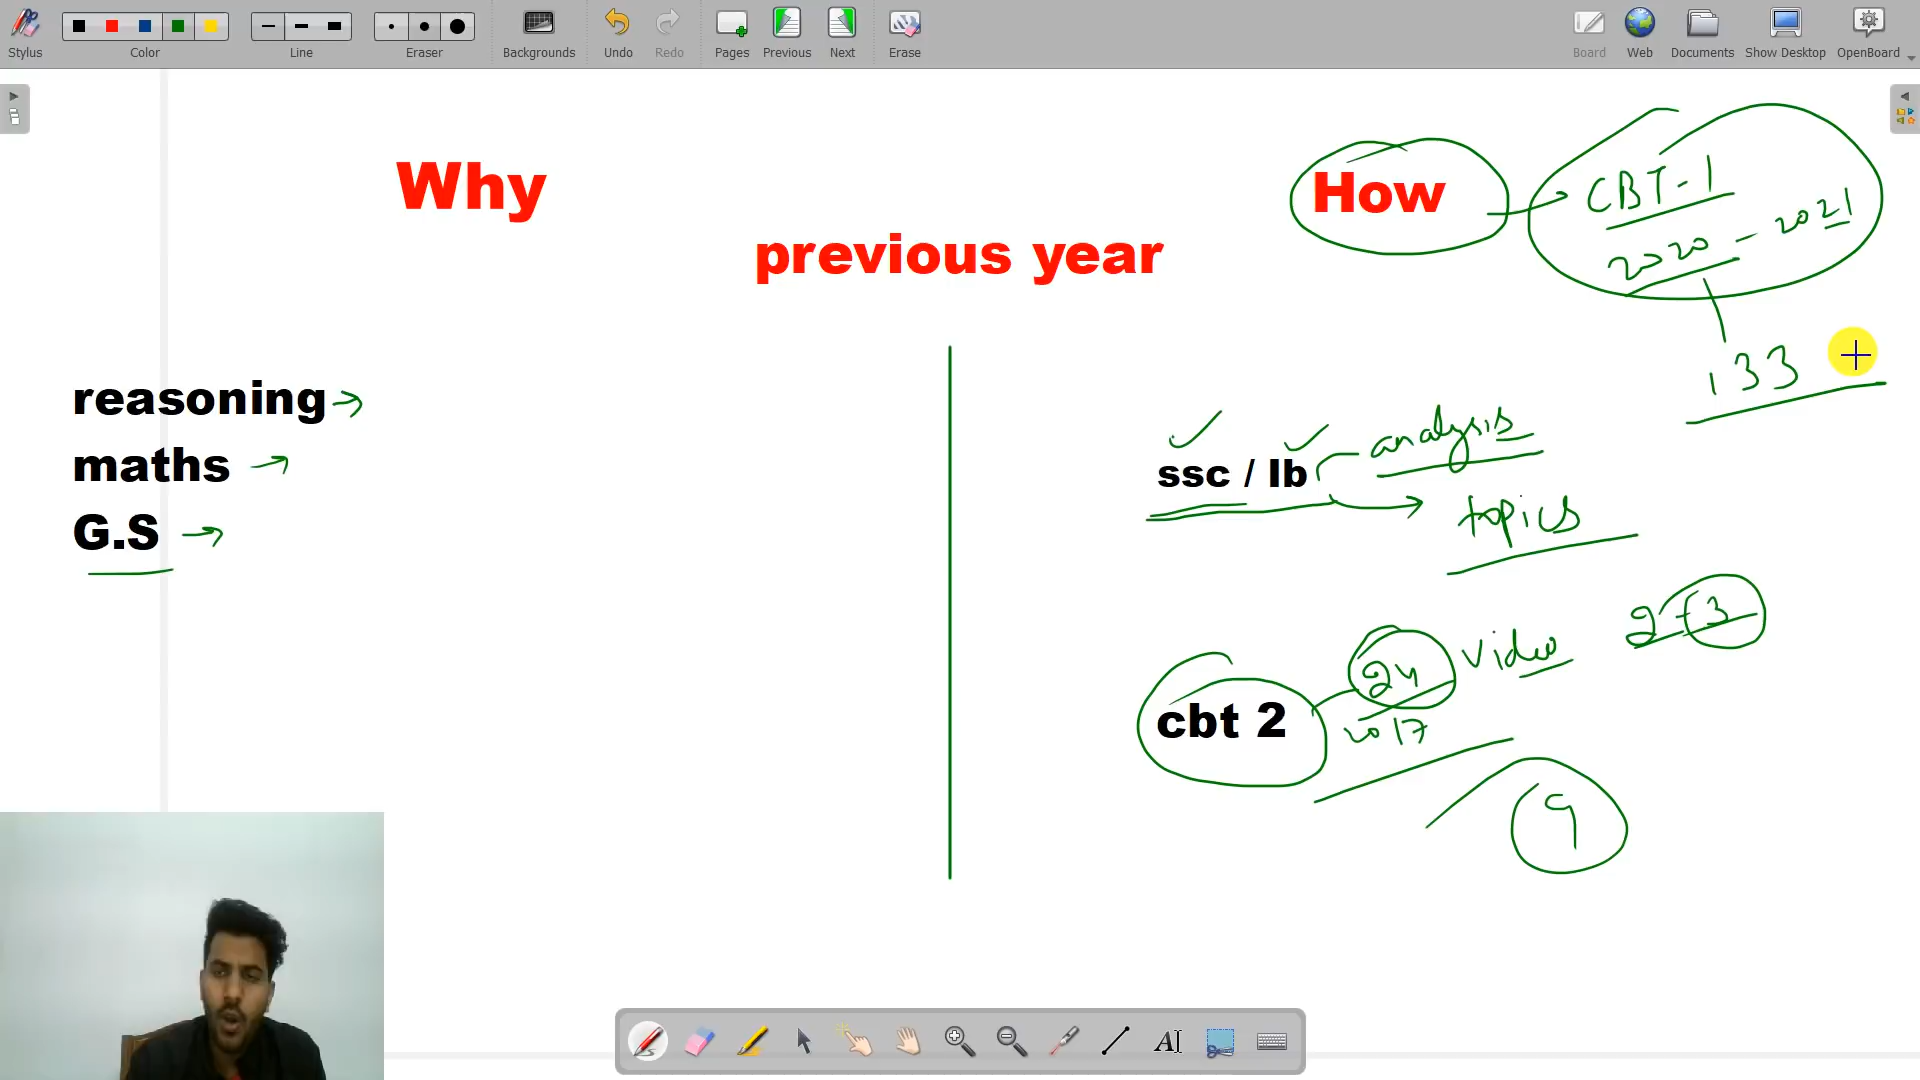 Stylus
Color
Line
Eraser
Backgrounds
Undo
Redo
Pages
Previous
Next
Erase
Board
Web
Documents
Show Desktop
OpenBoard
Why
How
CBT-1
2020 - 2021
previous year
133
reasoning
maths
G.S
ssc / Ib
analysis
topics
cbt 2
24 video
2-3
2017
9